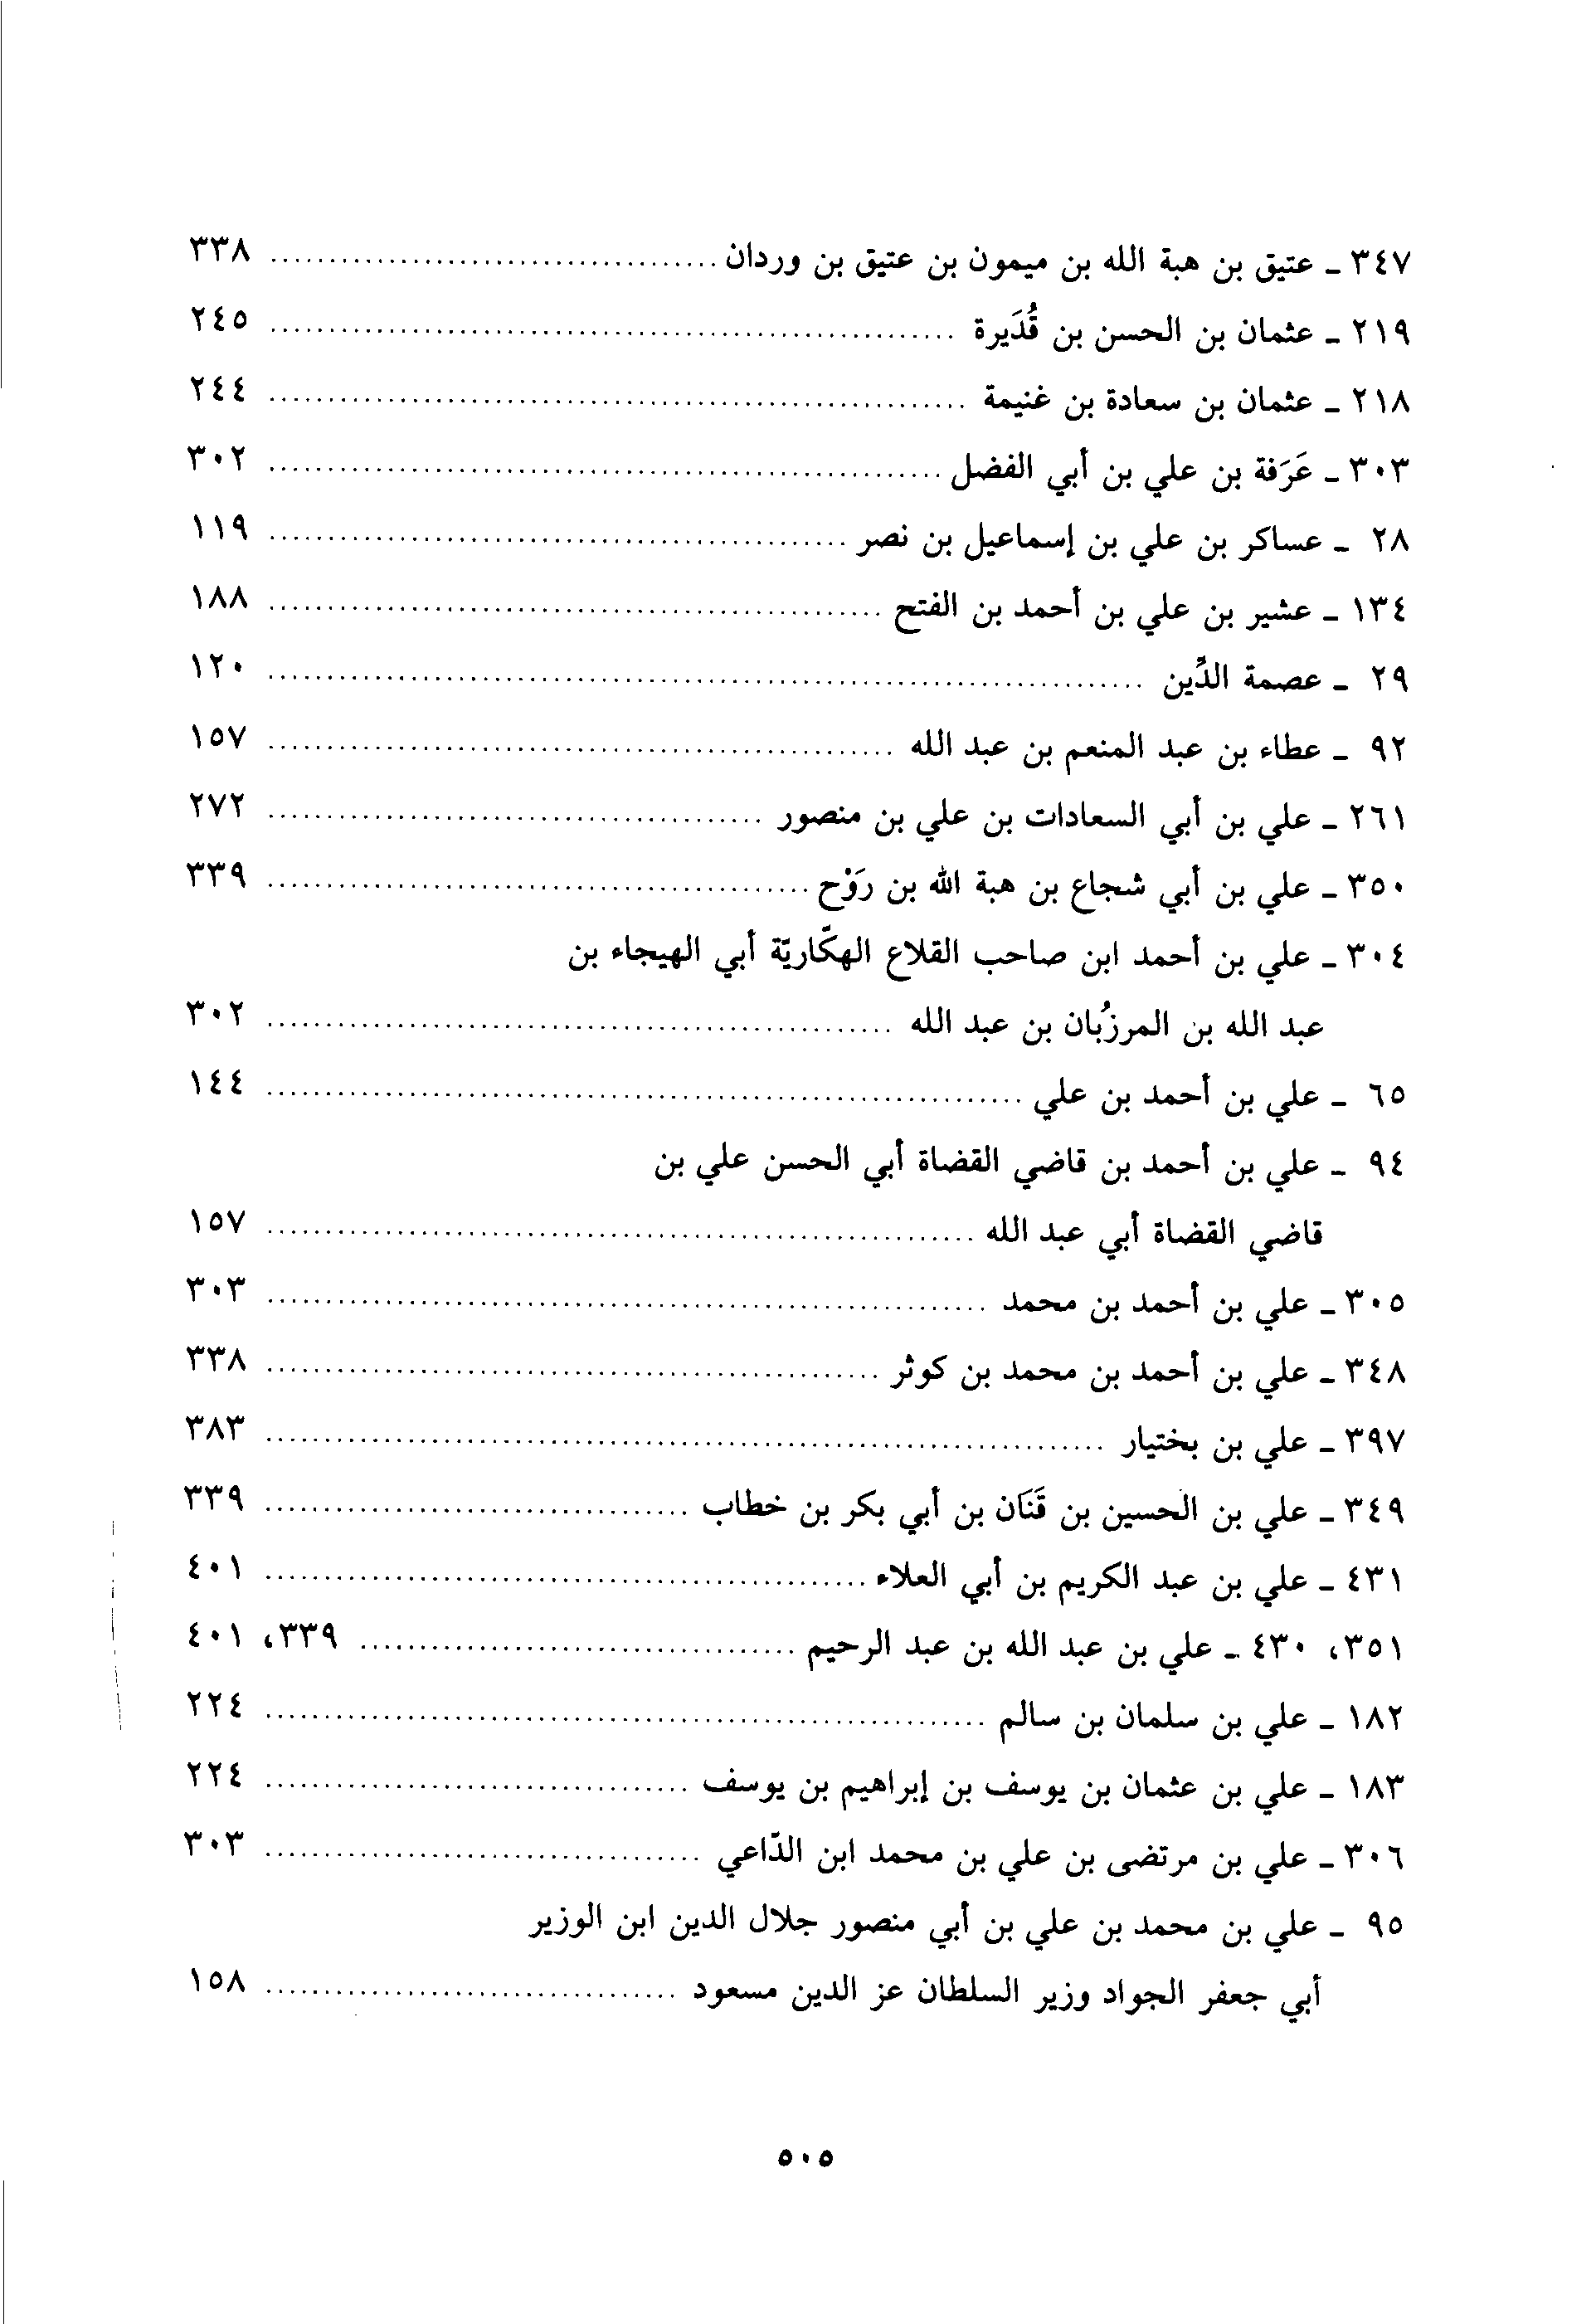 ٣٤٧ - عتيق بن هبة الله بن ميمون بن عتيق بن وردان ........ ٣٣٨
٢١٩ - عثمان بن الحسن بن قُدَيرة ........ ٢٤٥
٢١٨ - عثمان بن سعادة بن غنيمة ........ ٢٤٤
٣٠٣ - عَرَفة بن علي بن أبي الفضل ........ ٣٠٢
٢٨ - عساكر بن علي بن إسماعيل بن نصر ........ ١١٩
١٣٤ - عشير بن علي بن أحمد بن الفتح ........ ١٨٨
٢٩ - عصمة الدِّين ........ ١٢٠
٩٢ - عطاء بن عبد المنعم بن عبد الله ........ ١٥٧
٢٦١ - علي بن أبي السعادات بن علي بن منصور ........ ٢٧٢
٣٥٠ - علي بن أبي شجاع بن هبة الله بن رَوْح ........ ٣٣٩
٣٠٤ - علي بن أحمد ابن صاحب القلاع الهكّاريّة أبي الهيجاء بن
عبد الله بن المرزُبان بن عبد الله ........ ٣٠٢
٦٥ - علي بن أحمد بن علي ........ ١٤٤
٩٤ - علي بن أحمد بن قاضي القضاة أبي الحسن علي بن
قاضي القضاة أبي عبد الله ........ ١٥٧
٣٠٥ - علي بن أحمد بن محمد ........ ٣٠٣
٣٤٨ - علي بن أحمد بن محمد بن كوثر ........ ٣٣٨
٣٩٧ - علي بن بختيار ........ ٣٨٣
٣٤٩ - علي بن الحسين بن قَنَان بن أبي بكر بن خطاب ........ ٣٣٩
٤٣١ - علي بن عبد الكريم بن أبي العلاء ........ ٤٠١
٣٥١، ٤٣٠ - علي بن عبد الله بن عبد الرحيم ........ ٣٣٩، ٤٠١
١٨٢ - علي بن سلمان بن سالم ........ ٢٢٤
١٨٣ - علي بن عثمان بن يوسف بن إبراهيم بن يوسف ........ ٢٢٤
٣٠٦ - علي بن مرتضى بن علي بن محمد ابن الدّاعي ........ ٣٠٣
٩٥ - علي بن محمد بن علي بن أبي منصور جلال الدين ابن الوزير
أبي جعفر الجواد وزير السلطان عز الدين مسعود ........ ١٥٨
٥٠٥